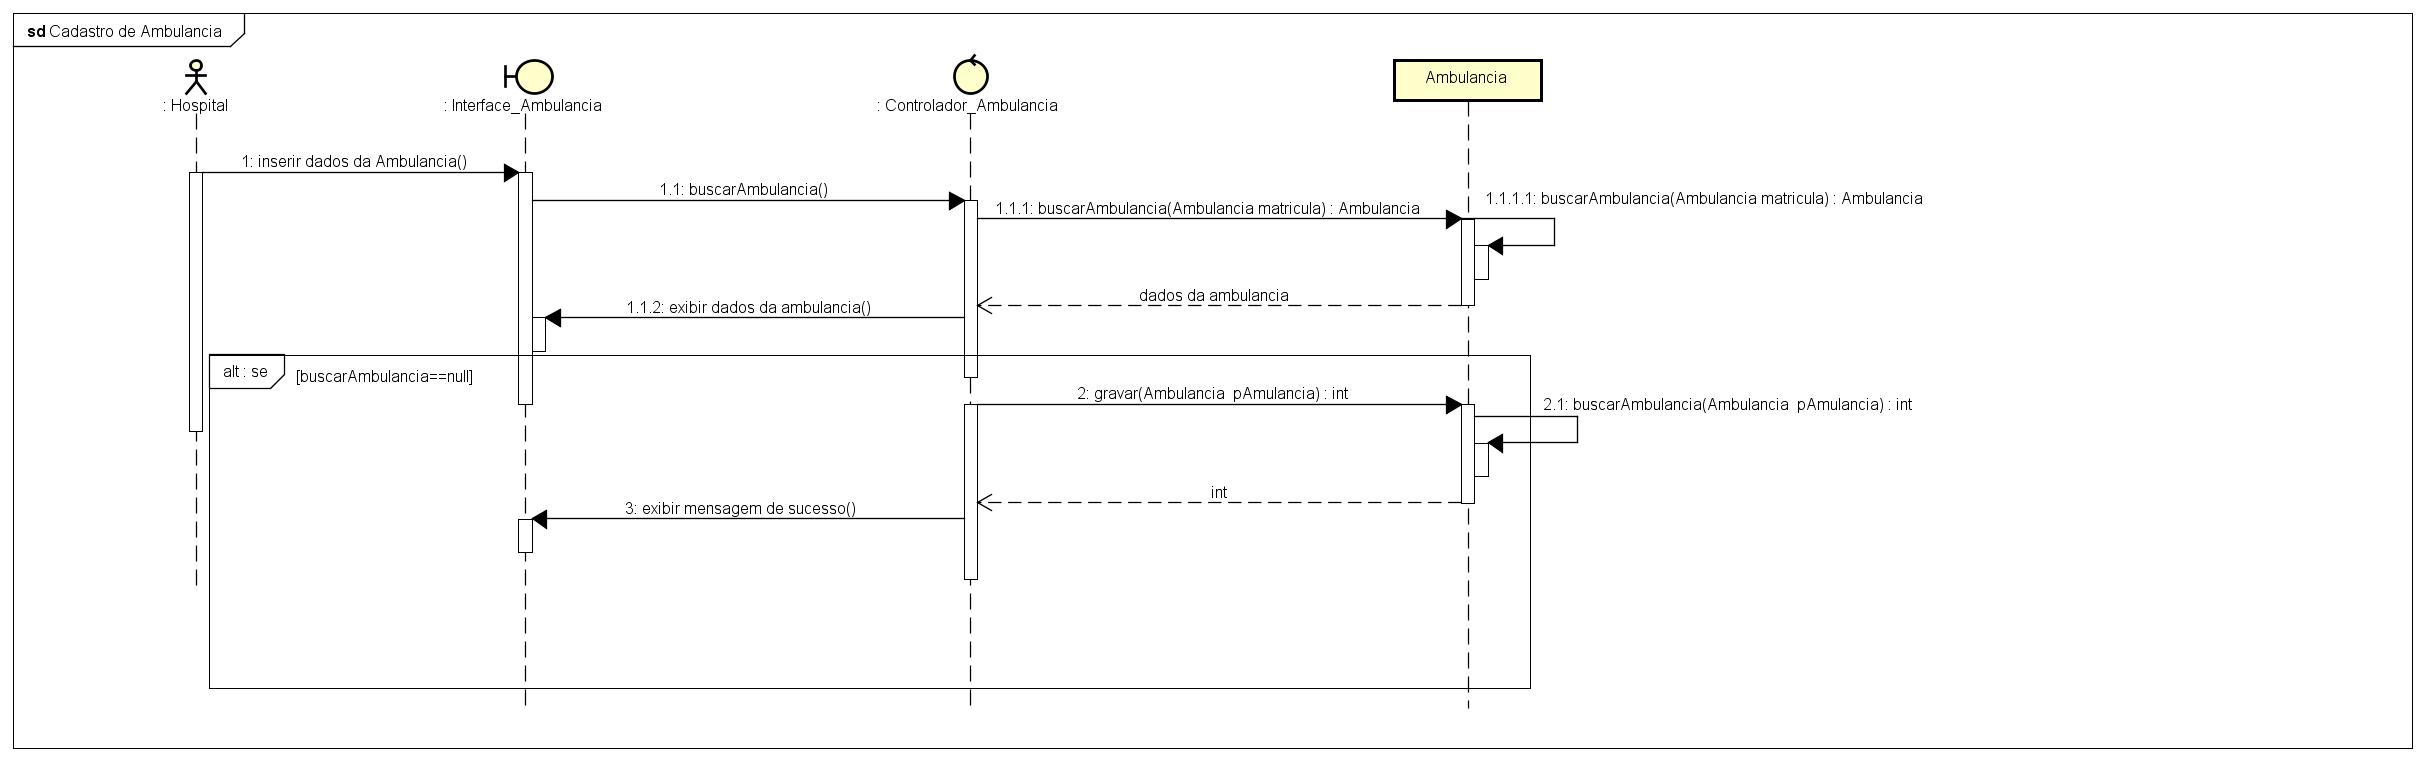 sd Cadastro de Ambulancia
: Hospital
: Interface_Ambulancia
: Controlador_Ambulancia
Ambulancia
1: inserir dados da Ambulancia()
1.1: buscarAmbulancia()
1.1.1: buscarAmbulancia(Ambulancia matricula) : Ambulancia
1.1.1.1: buscarAmbulancia(Ambulancia matricula) : Ambulancia
dados da ambulancia
1.1.2: exibir dados da ambulancia()
alt : se
[buscarAmbulancia==null]
2: gravar(Ambulancia pAmulancia) : int
2.1: buscarAmbulancia(Ambulancia pAmulancia) : int
int
3: exibir mensagem de sucesso()